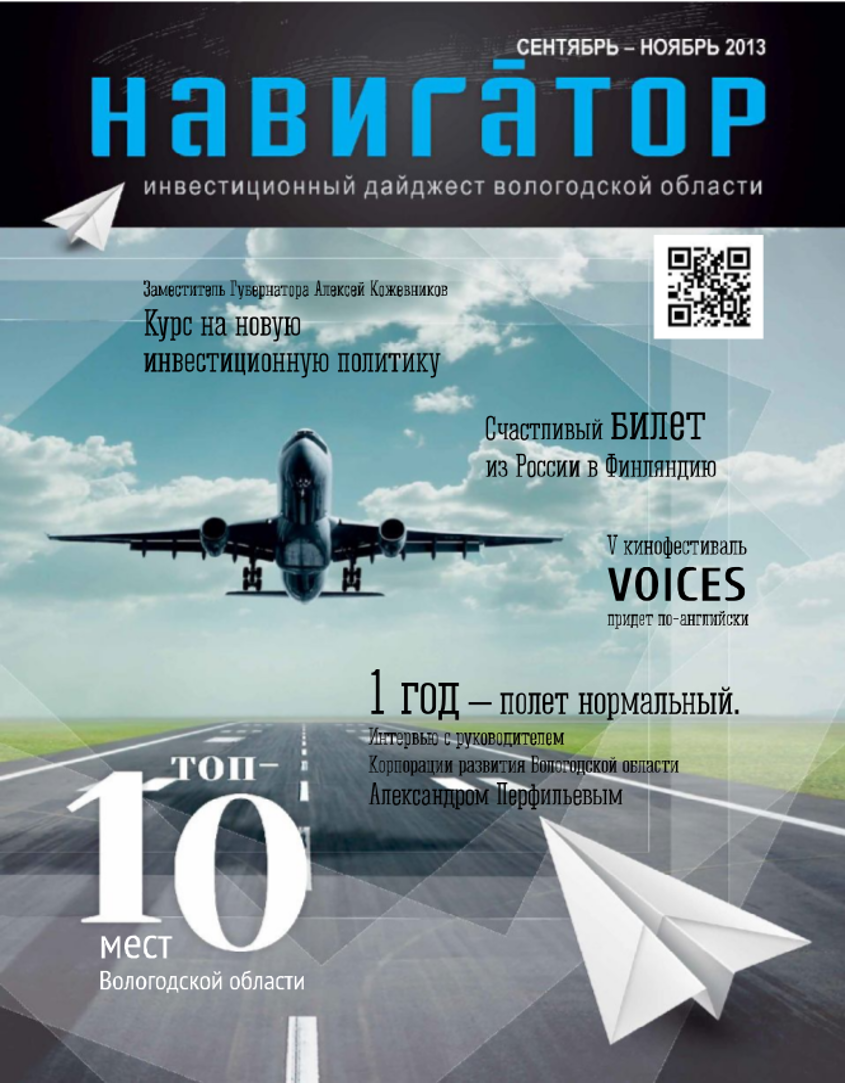 СЕНТЯБРЬ – НОЯБРЬ 2013
НАВИГА́ТОР
ИНВЕСТИЦИОННЫЙ ДАЙДЖЕСТ ВОЛОГОДСКОЙ ОБЛАСТИ
Заместитель Губернатора Алексей Кожевников
Курс на новую
инвестиционную политику
Счастливый БИЛЕТ
из России в Финляндию
V кинофестиваль
VOICES
придет по-английски
1 год – полет нормальный.
Интервью с руководителем
Корпорации развития Вологодской области
Александром Перфильевым
ТОП-
10
мест
Вологодской области